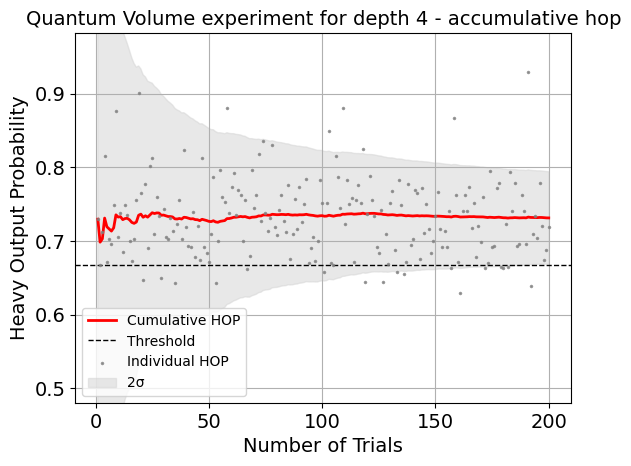 Quantum Volume experiment for depth 4 - accumulative hop
Heavy Output Probability
0.9
0.8
0.7
0.6
0.5
Cumulative HOP
Threshold
Individual HOP
2σ
0
50
100
150
200
Number of Trials